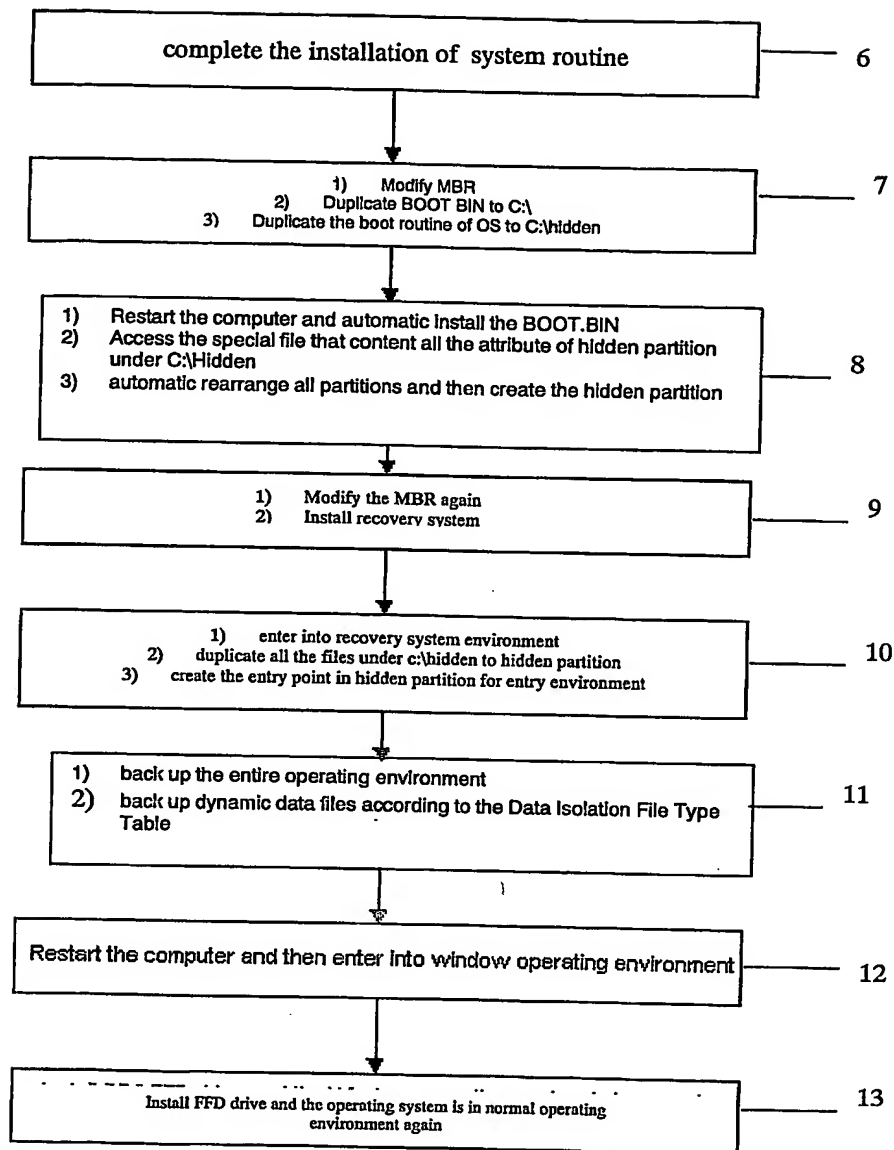 complete the installation of system routine
6
1) Modify MBR
2) Duplicate BOOT BIN to C:\
3) Duplicate the boot routine of OS to C:\hidden
7
1) Restart the computer and automatic install the BOOT.BIN
2) Access the special file that content all the attribute of hidden partition
under C:\Hidden
3) automatic rearrange all partitions and then create the hidden partition
8
1) Modify the MBR again
2) Install recovery system
9
1) enter into recovery system environment
2) duplicate all the files under c:\hidden to hidden partition
3) create the entry point in hidden partition for entry environment
10
1) back up the entire operating environment
2) back up dynamic data files according to the Data Isolation File Type
Table
11
Restart the computer and then enter into window operating environment
12
Install FFD drive and the operating system is in normal operating
environment again
13